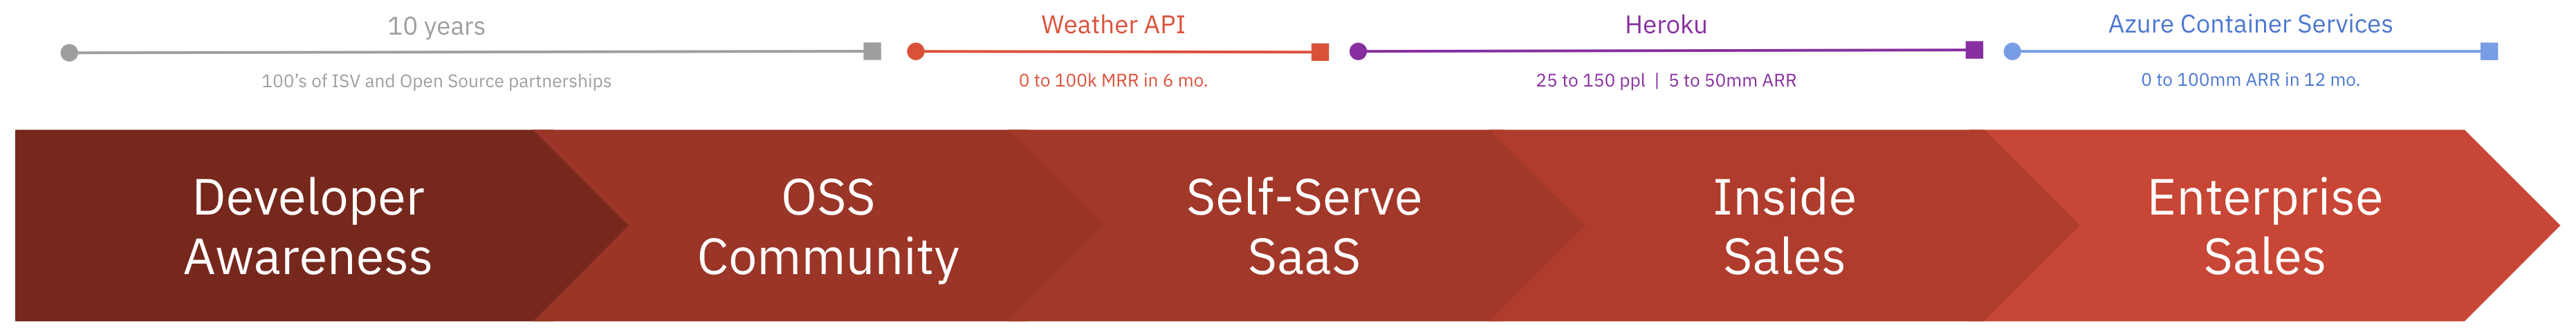 10 years
100’s of ISV and Open Source partnerships
Weather API
0 to 100k MRR in 6 mo.
Heroku
25 to 150 ppl | 5 to 50mm ARR
Azure Container Services
0 to 100mm ARR in 12 mo.
Developer
Awareness
OSS
Community
Self-Serve
SaaS
Inside
Sales
Enterprise
Sales